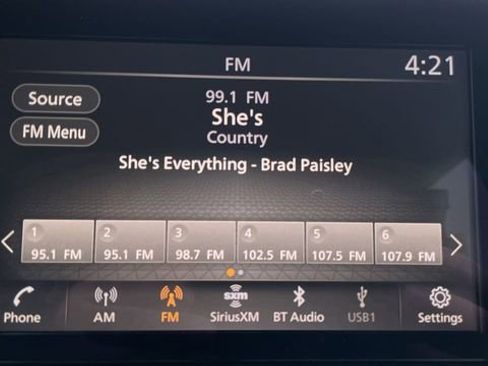 FM
4:21
Source
99.1 FM
She's
FM Menu
Country
She's Everything - Brad Paisley
1 2 3 4 5 6
95.1 FM 95.1 FM 98.7 FM 102.5 FM 107.5 FM 107.9 FM
sxm
Phone AM FM SiriusXM BT Audio USB1 Settings